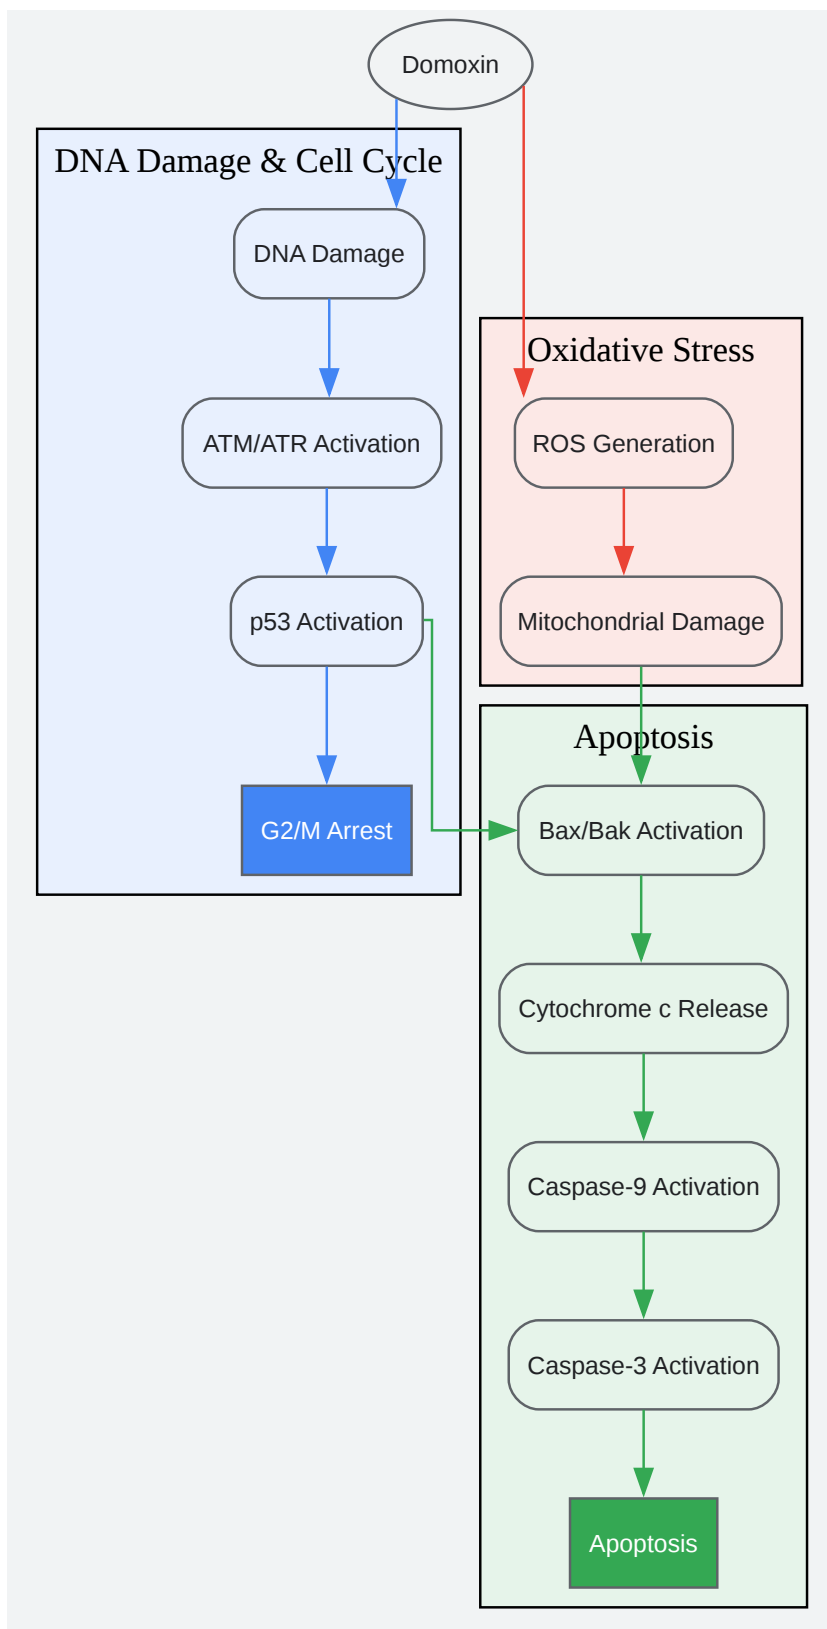 Domoxin
DNA Damage & Cell Cycle
DNA Damage
ATM/ATR Activation
p53 Activation
G2/M Arrest
Oxidative Stress
ROS Generation
Mitochondrial Damage
Apoptosis
Bax/Bak Activation
Cytochrome c Release
Caspase-9 Activation
Caspase-3 Activation
Apoptosis